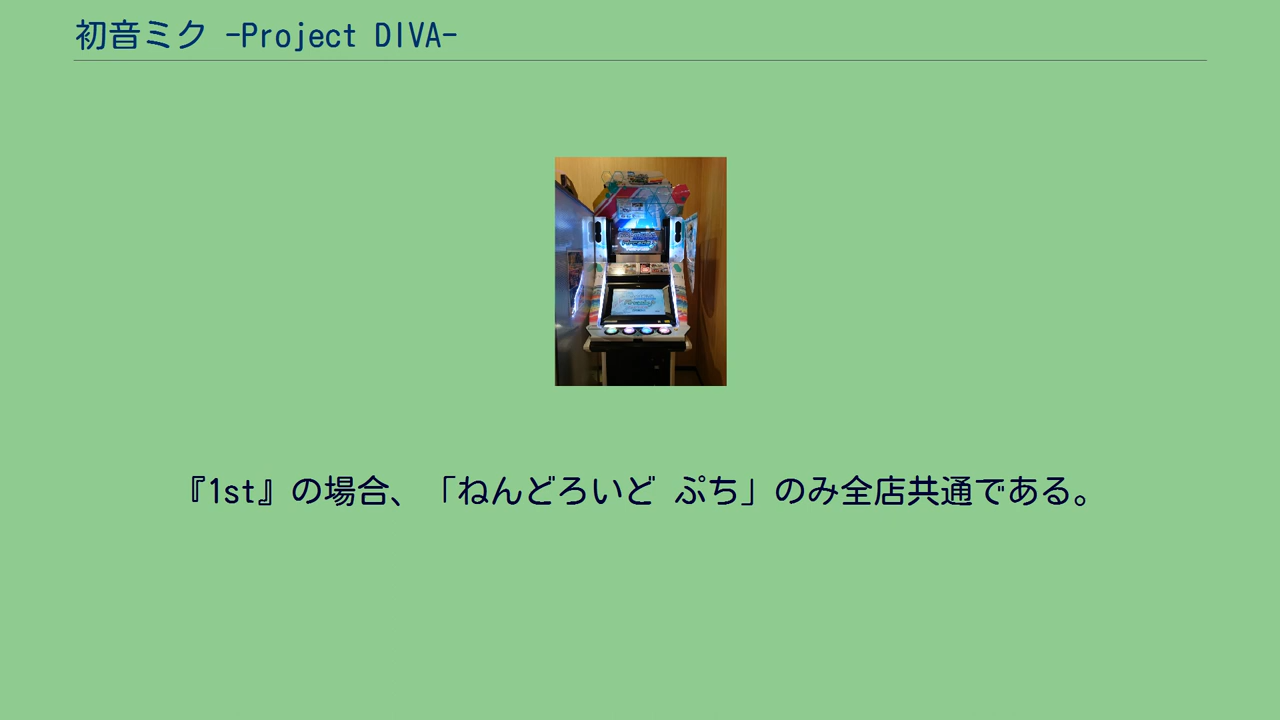 初音ミク -Project DIVA-
『1st』の場合、「ねんどろいど ぷち」のみ全店共通である。